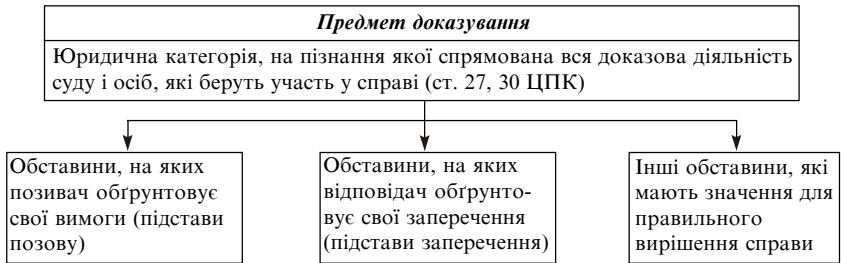 Предмет доказування
Юридична категорія, на пізнання якої спрямована вся доказова діяльність
суду і осіб, які беруть участь у справі (ст. 27, 30 ЦПК)
Обставини, на яких
позивач обґрунтовує
свої вимоги (підстави
позову)
Обставини, на яких
відповідач обґрунто-
вує свої заперечення
(підстави заперечення)
Інші обставини, які
мають значення для
правильного
вирішення справи